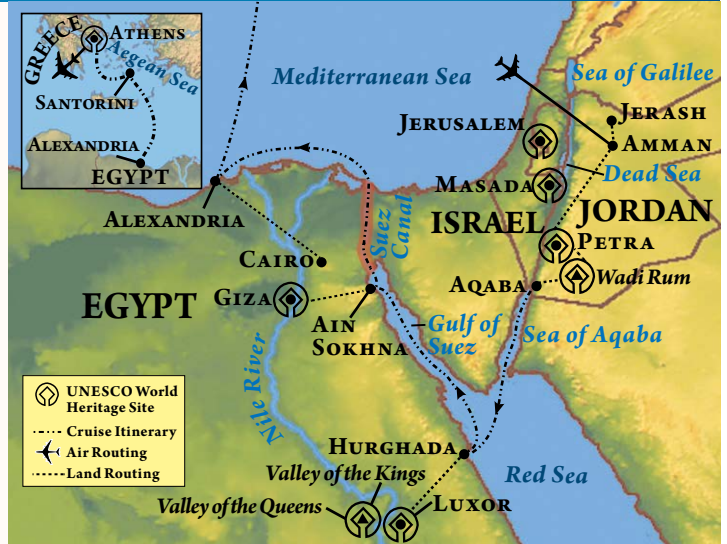 GREECE
ATHENS
Aegean Sea
SANTORINI
ALEXANDRIA
EGYPT
Mediterranean Sea
Sea of Galilee
JERASH
JERUSALEM
AMMAN
Dead Sea
MASADA
ALEXANDRIA
ISRAEL
JORDAN
Suez
Canal
PETRA
CAIRO
Wadi Rum
EGYPT
GIZA
AQABA
AIN
SOKHNA
Gulf of
Suez
Sea of Aqaba
Nile River
UNESCO World
Heritage Site
Cruise Itinerary
Air Routing
Land Routing
HURGHADA
Valley of the Kings
Red Sea
Valley of the Queens
LUXOR